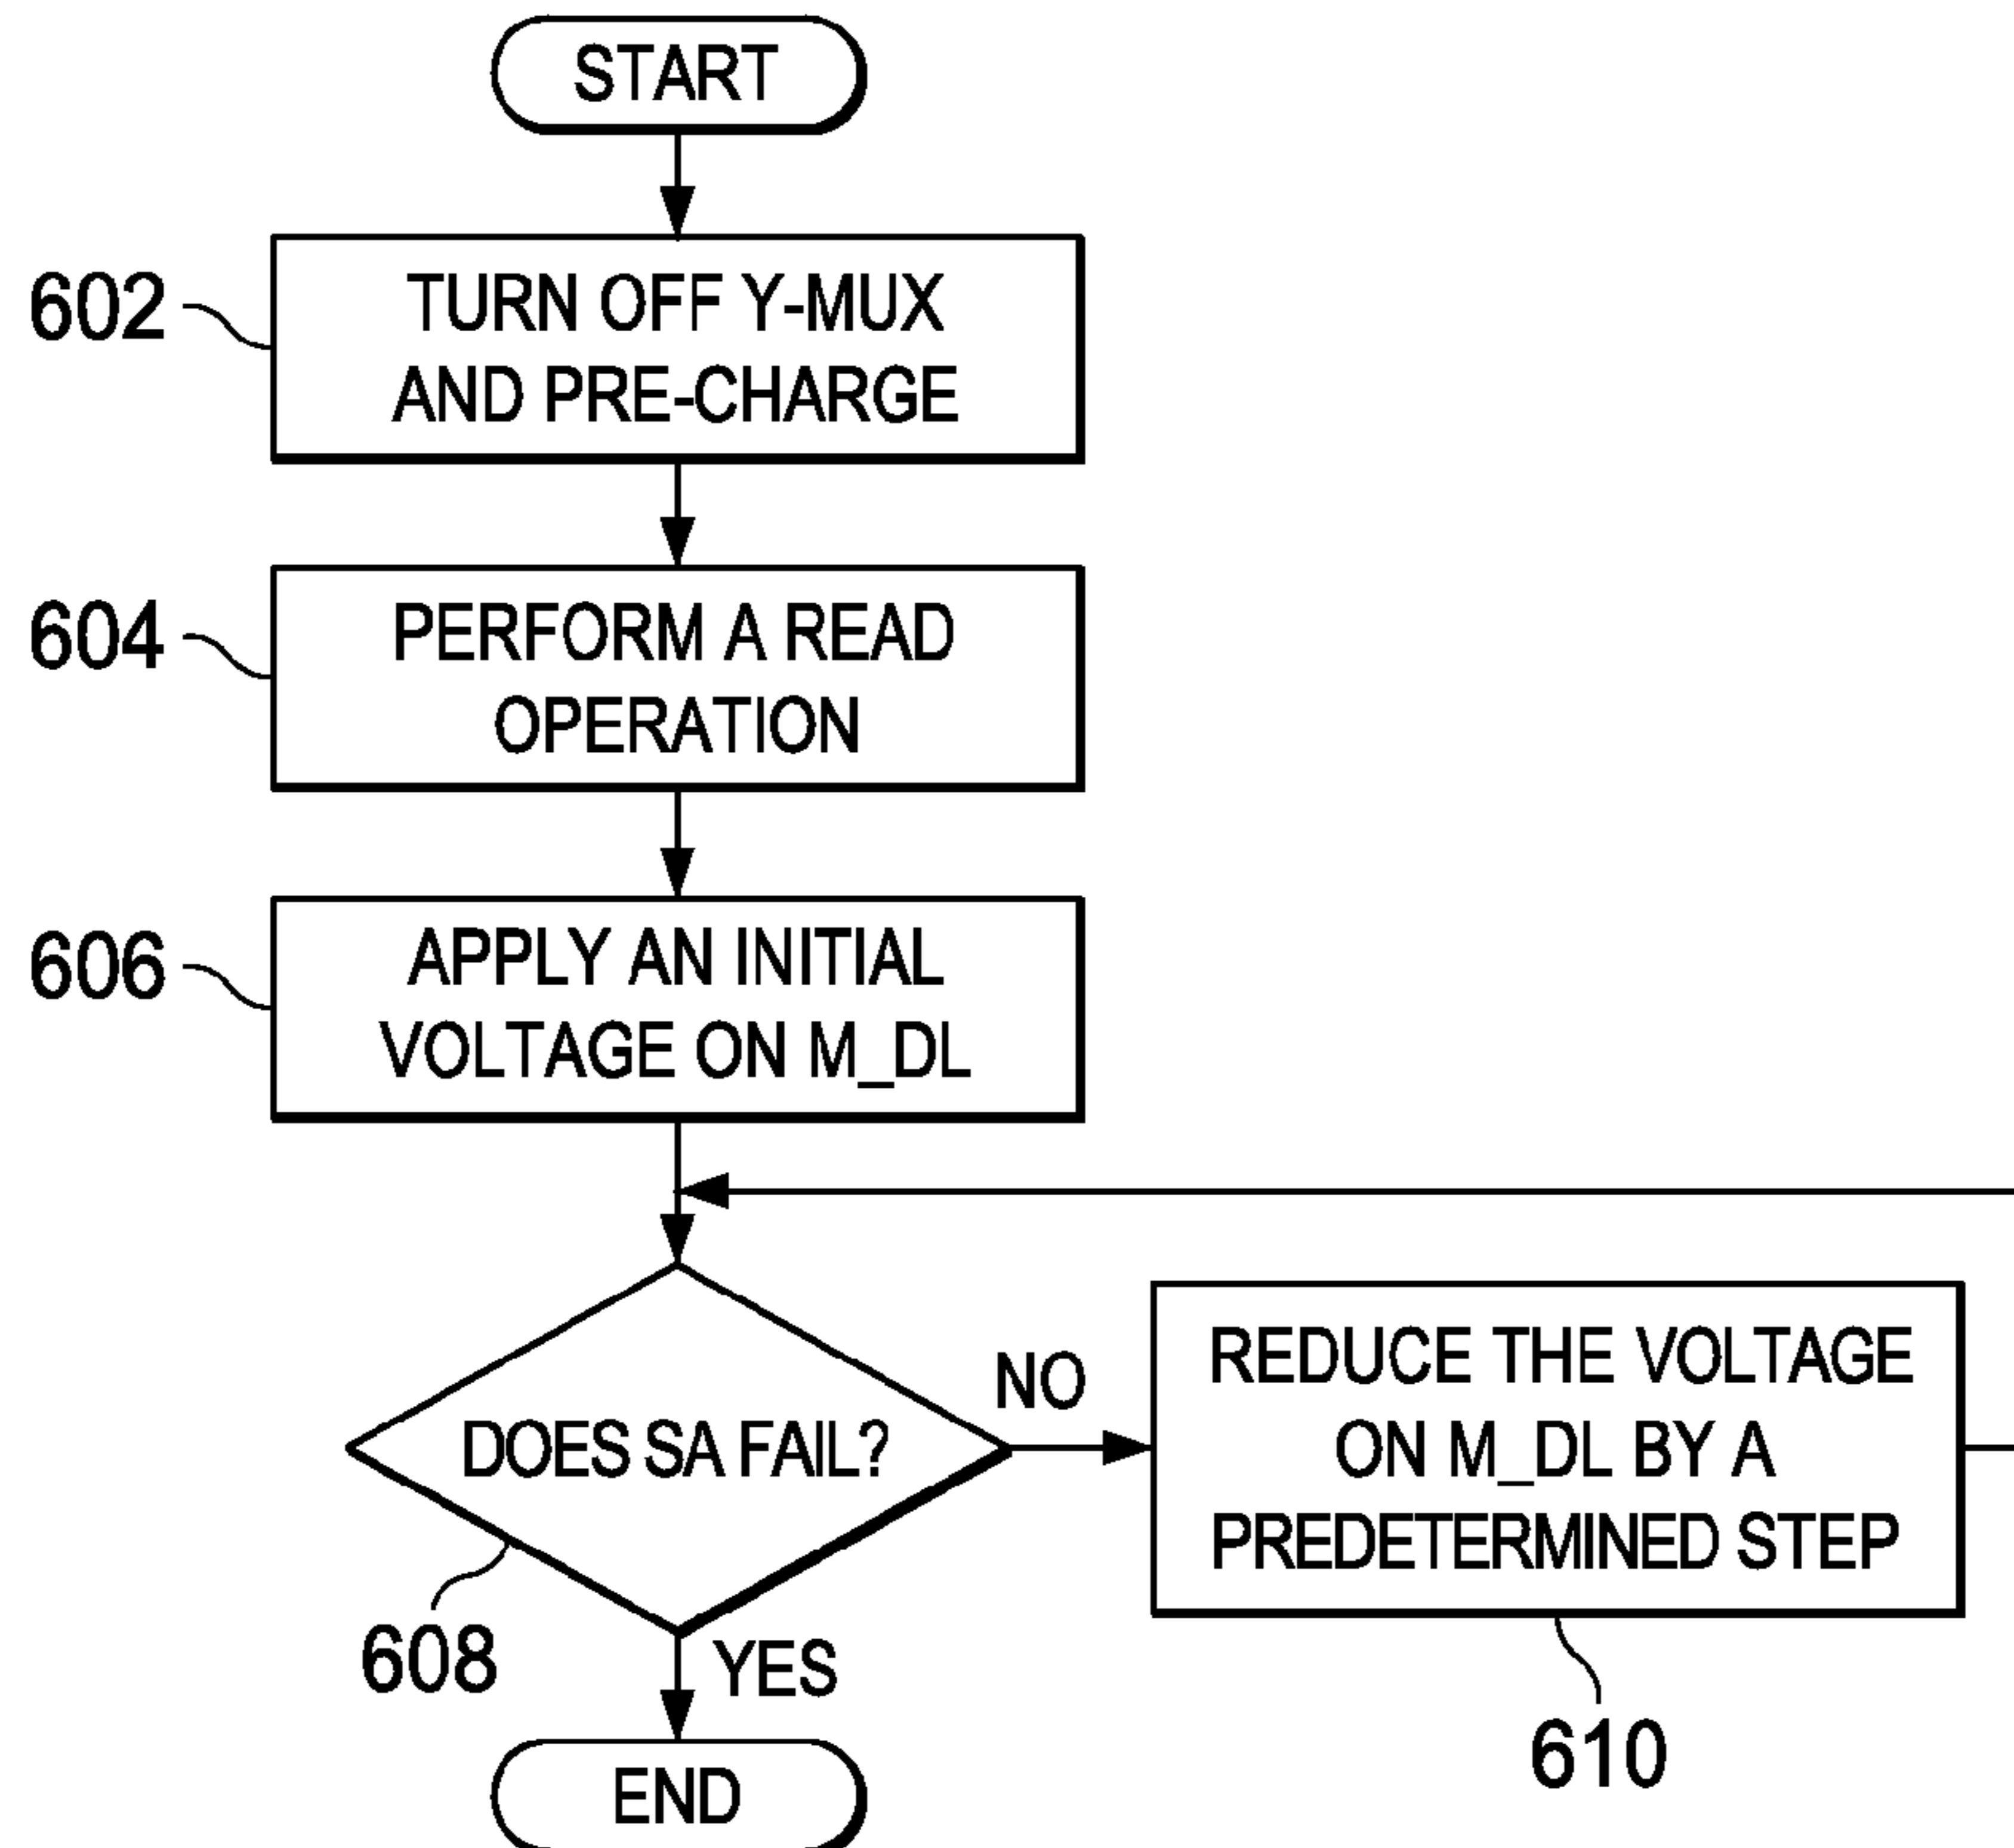 START
602
TURN OFF Y-MUX
AND PRE-CHARGE
604
PERFORM A READ
OPERATION
606
APPLY AN INITIAL
VOLTAGE ON M_DL
DOES SA FAIL?
608
NO
REDUCE THE VOLTAGE
ON M_DL BY A
PREDETERMINED STEP
610
YES
END